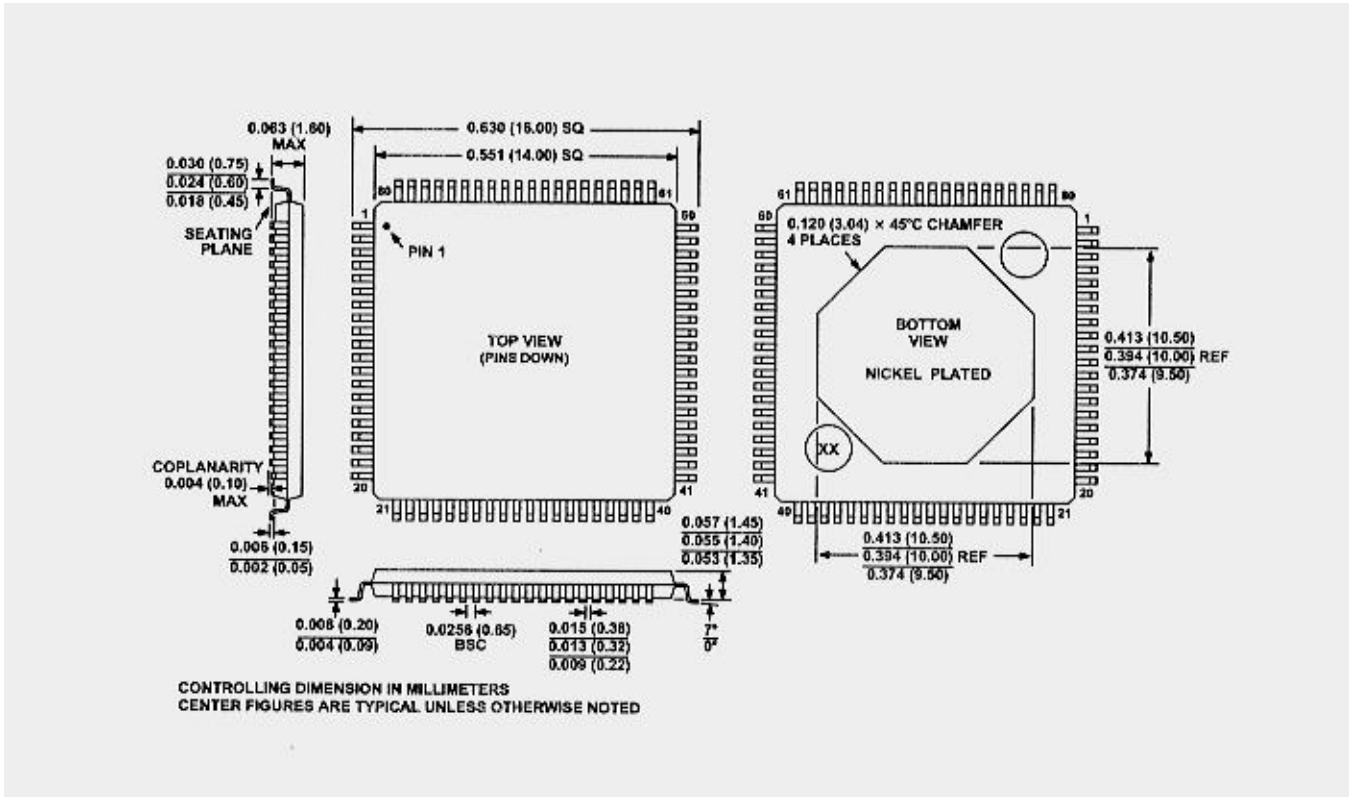 0.063 (1.60)
MAX
0.630 (16.00) SQ
0.551 (14.00) SQ
0.030 (0.75)
0.024 (0.60)
0.018 (0.45)
SEATING
PLANE
80
61
1
60
PIN 1
TOP VIEW
(PINS DOWN)
20
41
21
40
COPLANARITY
0.004 (0.10)
MAX
0.006 (0.15)
0.002 (0.05)
61
80
60
1
0.120 (3.04) × 45°C CHAMFER
4 PLACES
BOTTOM
VIEW
NICKEL PLATED
0.413 (10.50)
0.394 (10.00) REF
0.374 (9.50)
XX
41
20
40
21
0.413 (10.50)
0.394 (10.00) REF
0.374 (9.50)
0.057 (1.45)
0.055 (1.40)
0.053 (1.35)
0.008 (0.20)
0.004 (0.09)
0.0256 (0.65)
BSC
0.015 (0.38)
0.013 (0.32)
0.009 (0.22)
7°
0°
CONTROLLING DIMENSION IN MILLIMETERS
CENTER FIGURES ARE TYPICAL UNLESS OTHERWISE NOTED